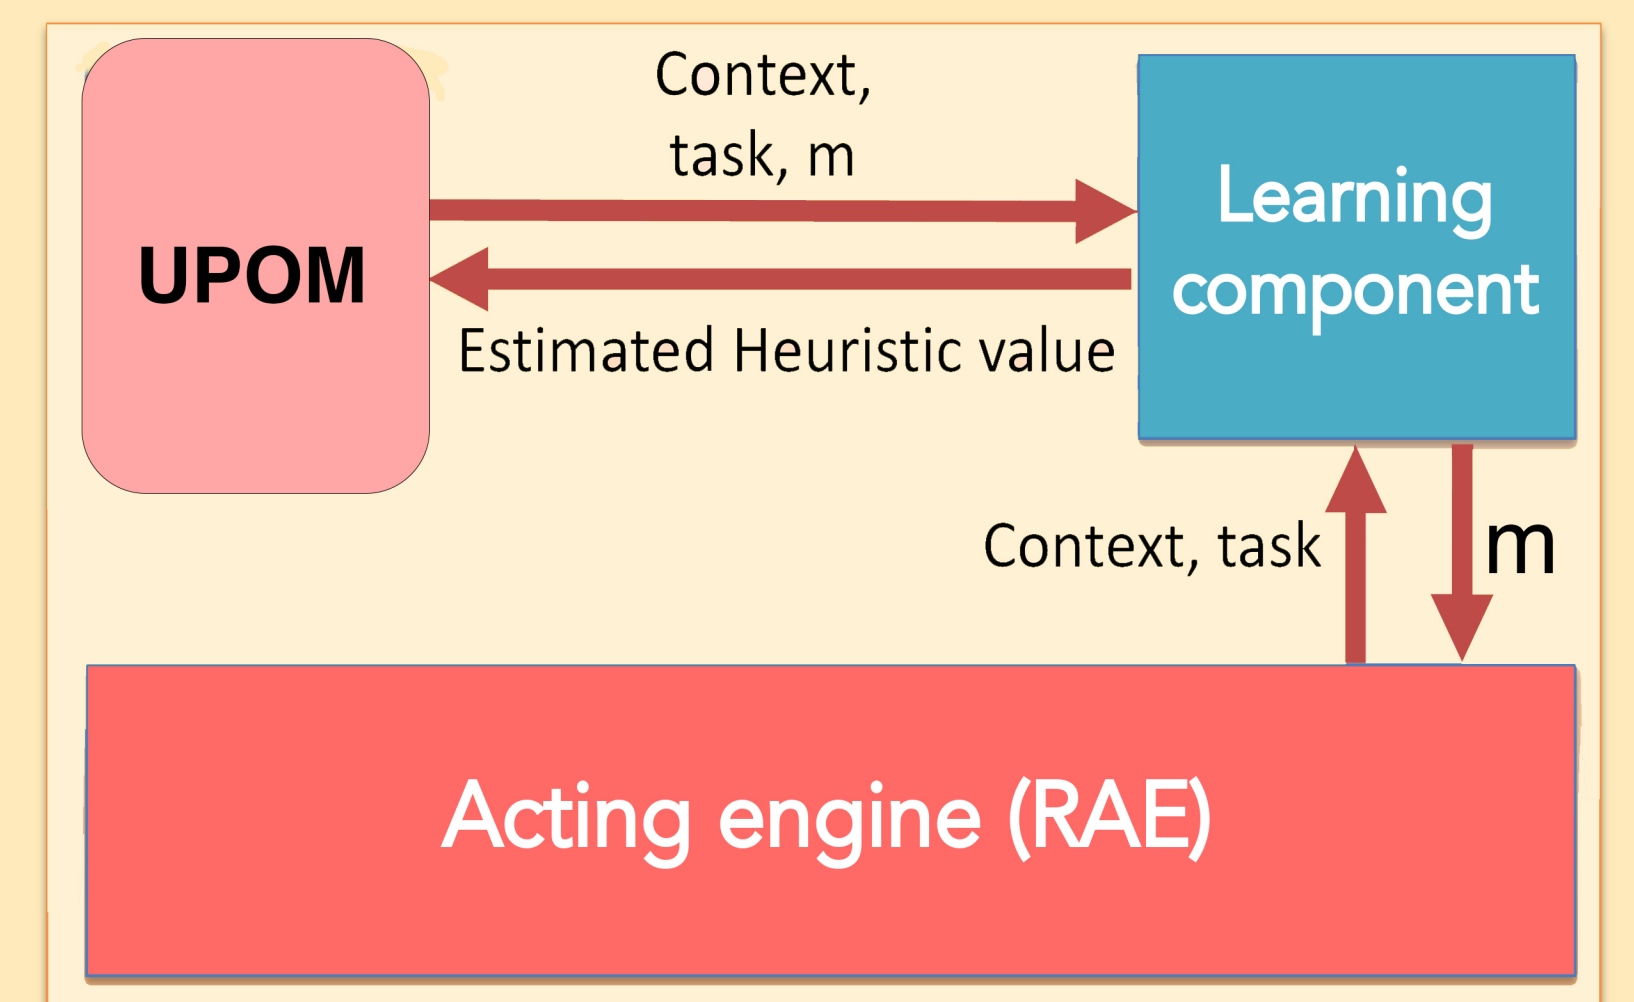 Context,
task, m
UPOM
Learning
component
Estimated Heuristic value
Context, task
m
Acting engine (RAE)